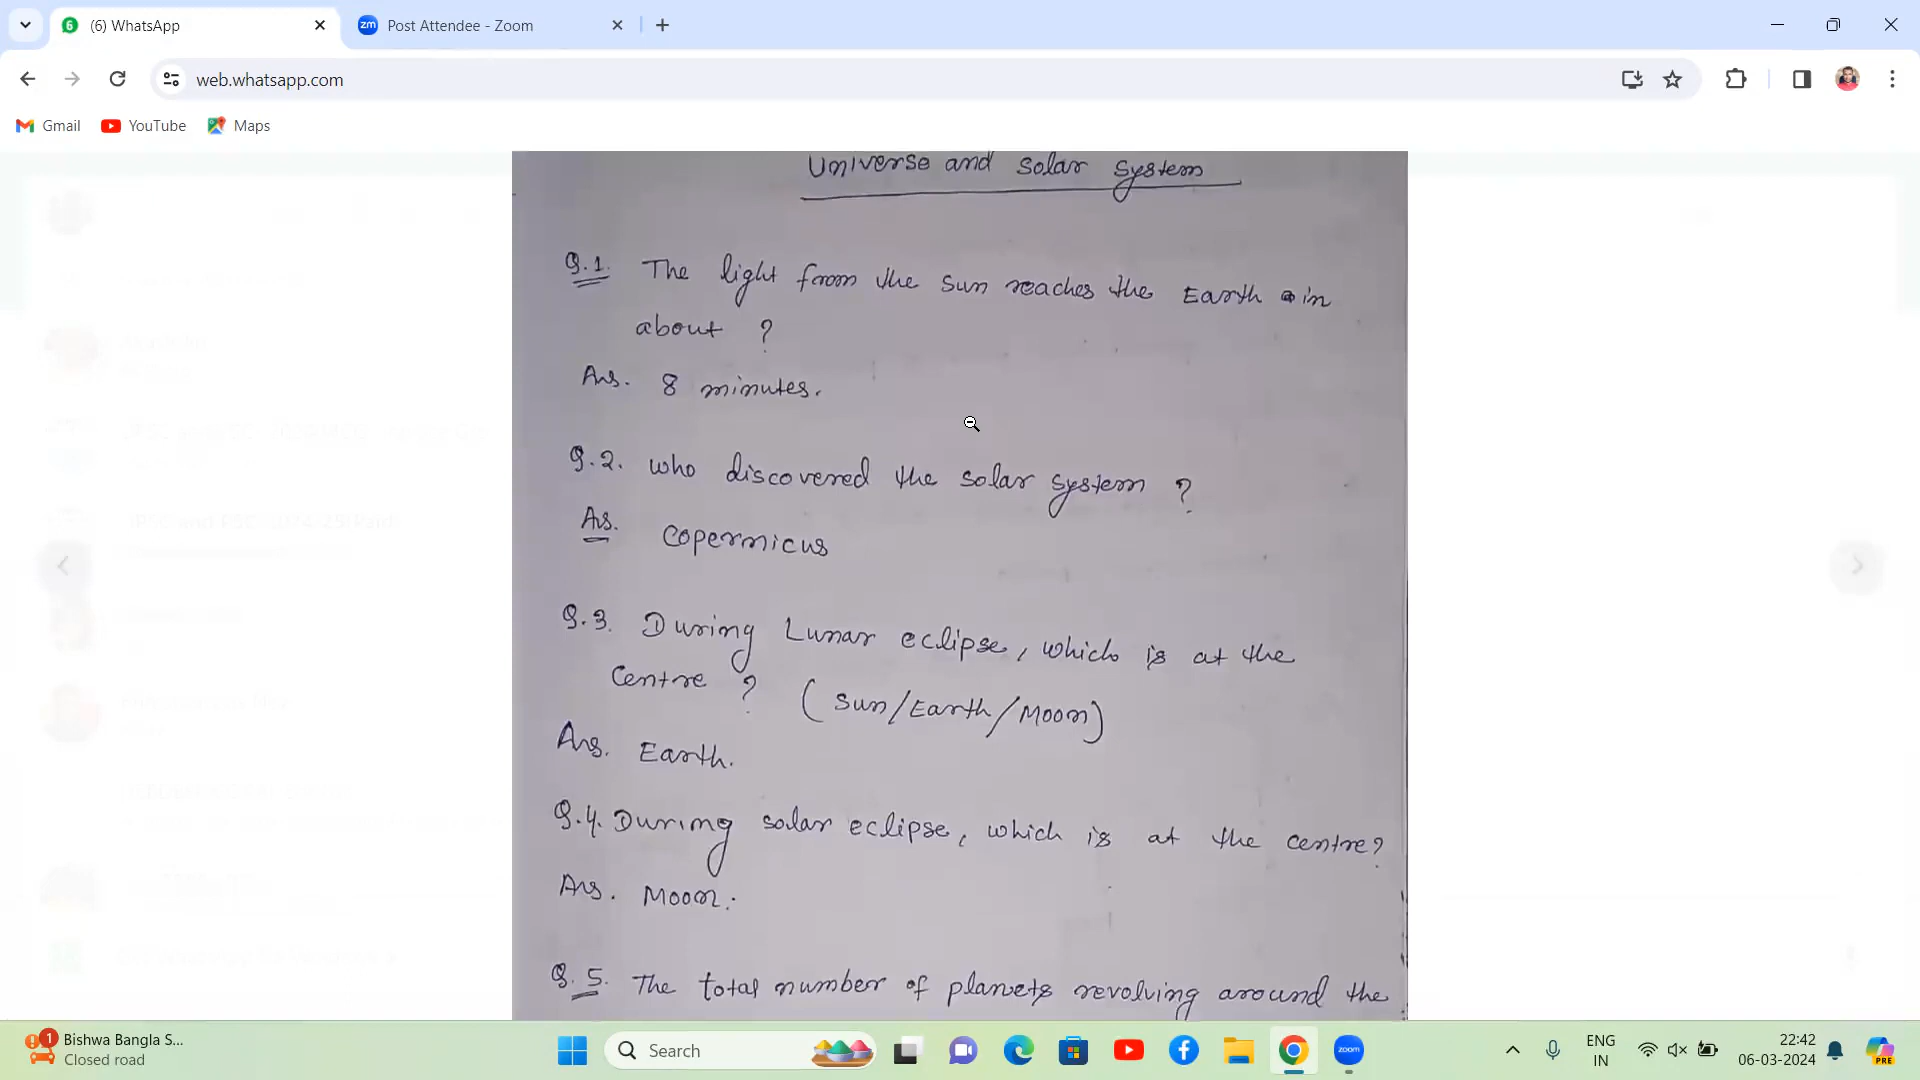 (6) WhatsApp
Post Attendee - Zoom
web.whatsapp.com
Gmail
YouTube
Maps
Universe and Solar System
Q.1. The light from the Sun reaches the Earth in
about ?
Ans. 8 minutes.
Q.2. who discovered the solar system ?
As. Copernicus
Q.3. During Lunar eclipse, which is at the
Centre ? (Sun/Earth/Moon)
Ans. Earth.
Q.4. During solar eclipse, which is at the centre?
Ans. Moon.
Q.5. The total number of planets revolving around the
1
Bishwa Bangla S...
Closed road
Search
zoom
ENG
IN
22:42
06-03-2024
PRE